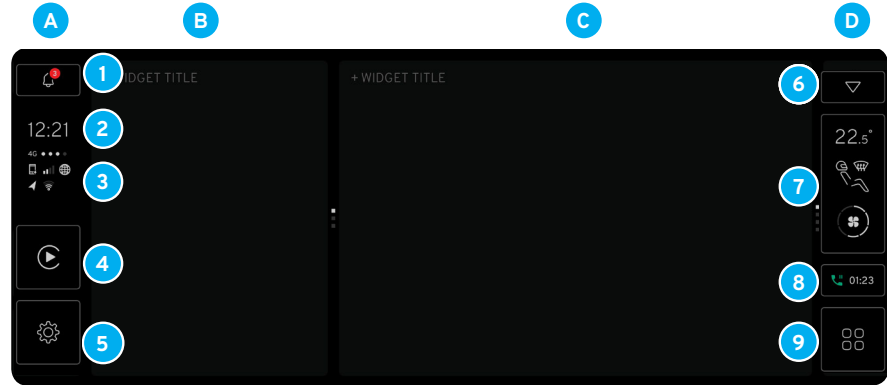 A
B
C
D
3
1
WIDGET TITLE
+ WIDGET TITLE
6
12:21
2
22.5°
4G
3
7
4
8
01:23
5
9